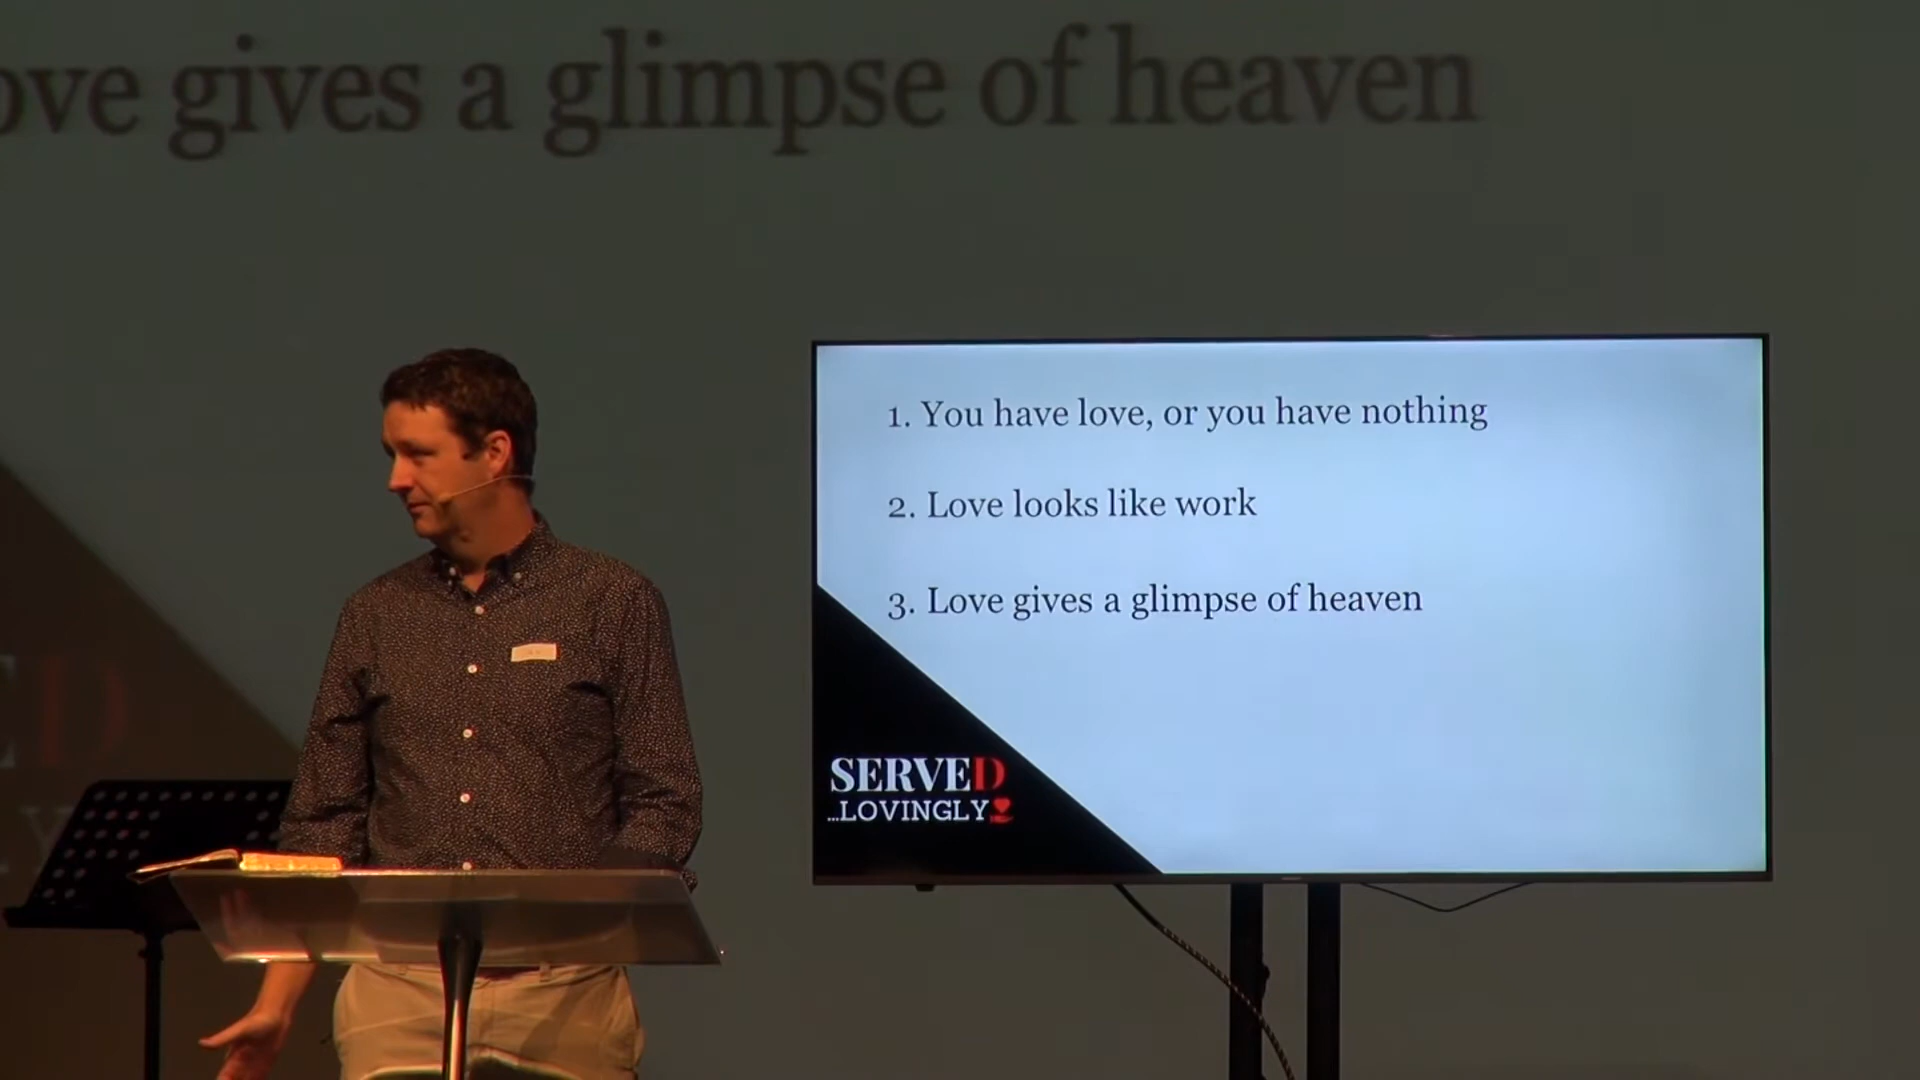 ove gives a glimpse of heaven
1. You have love, or you have nothing
2. Love looks like work
3. Love gives a glimpse of heaven
SERVED
...LOVINGLY